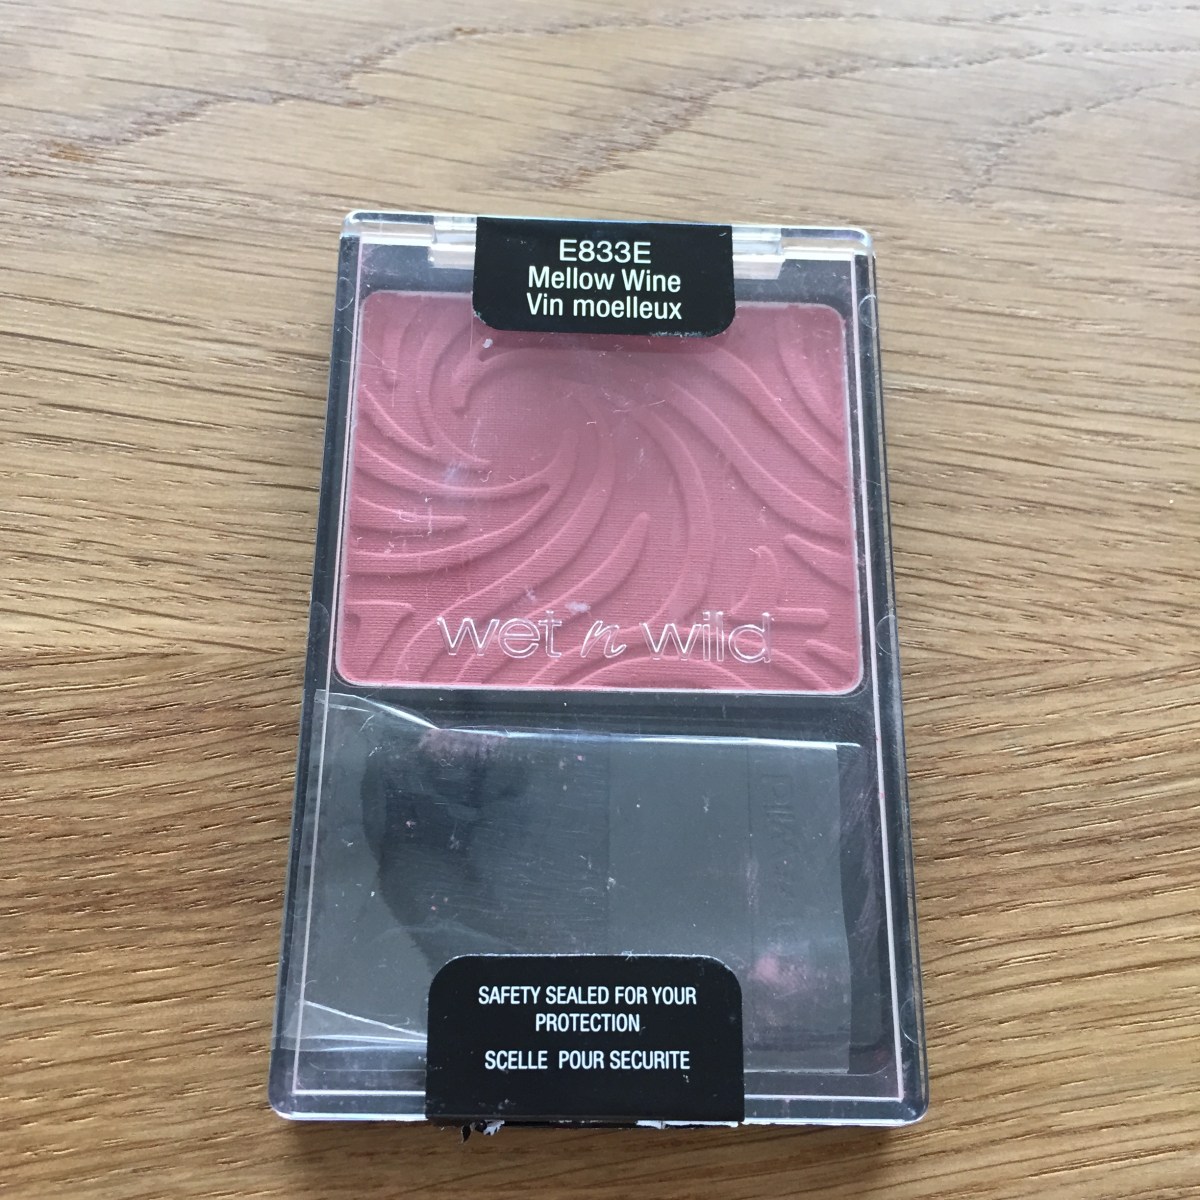 E833E
Mellow Wine
Vin moelleux
wet n wild
SAFETY SEALED FOR YOUR
PROTECTION
SCELLE POUR SECURITE